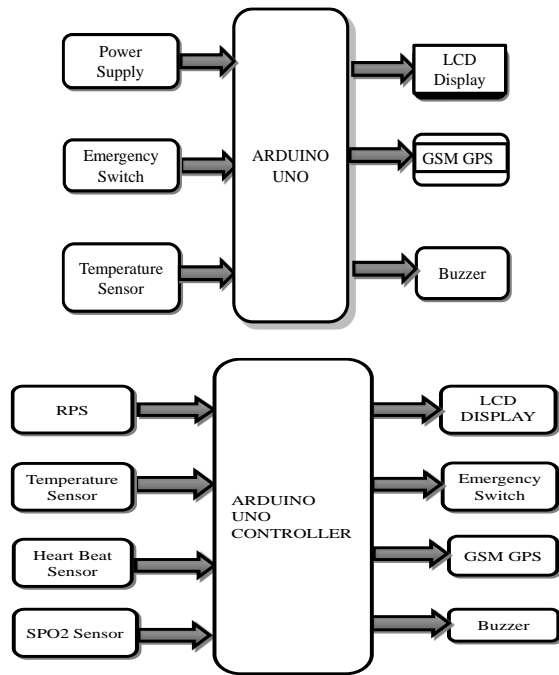 Power
Supply
Emergency
Switch
Temperature
Sensor
ARDUINO
UNO
LCD
Display
GSM GPS
Buzzer
RPS
Temperature
Sensor
Heart Beat
Sensor
SPO2 Sensor
ARDUINO
UNO
CONTROLLER
LCD
DISPLAY
Emergency
Switch
GSM GPS
Buzzer